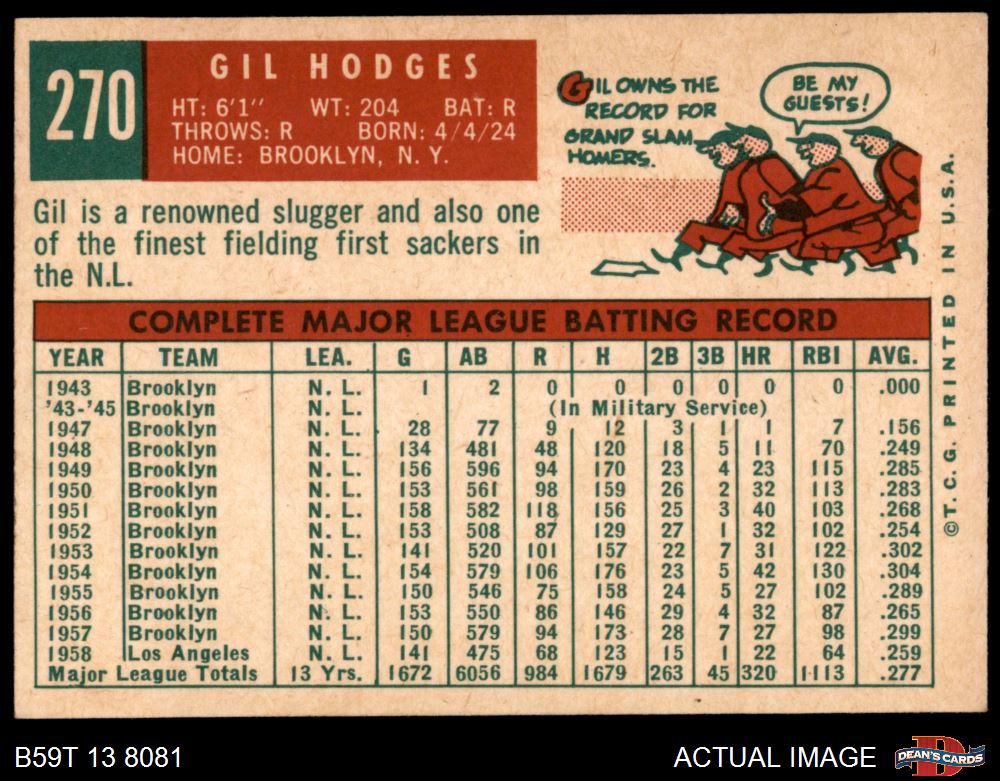 270
GIL HODGES
HT: 6'1" WT: 204 BAT: R
THROWS: R BORN: 4/4/24
HOME: BROOKLYN, N. Y.
GIL OWNS THE
RECORD FOR
GRAND SLAM
HOMERS.
BE MY
GUESTS!
Gil is a renowned slugger and also one
of the finest fielding first sackers in
the N.L.
COMPLETE MAJOR LEAGUE BATTING RECORD
YEAR TEAM LEA. G AB R H 2B 3B HR RBI AVG.
1943 Brooklyn N. L. 1 2 0 0 0 0 0 0 .000
'43-'45 Brooklyn N. L. (In Military Service)
1947 Brooklyn N. L. 28 77 9 12 3 1 1 7 .156
1948 Brooklyn N. L. 134 481 48 120 18 5 11 70 .249
1949 Brooklyn N. L. 156 596 94 170 23 4 23 115 .285
1950 Brooklyn N. L. 153 561 98 159 26 2 32 113 .283
1951 Brooklyn N. L. 158 582 118 156 25 3 40 103 .268
1952 Brooklyn N. L. 153 508 87 129 27 1 32 102 .254
1953 Brooklyn N. L. 141 520 101 157 22 7 31 122 .302
1954 Brooklyn N. L. 154 579 106 176 23 5 42 130 .304
1955 Brooklyn N. L. 150 546 75 158 24 5 27 102 .289
1956 Brooklyn N. L. 153 550 86 146 29 4 32 87 .265
1957 Brooklyn N. L. 150 579 94 173 28 7 27 98 .299
1958 Los Angeles N. L. 141 475 68 123 15 1 22 64 .259
Major League Totals 13 Yrs. 1672 6056 984 1679 263 45 320 1113 .277
©T. C. G. PRINTED IN U.S.A.
B59T 13 8081
ACTUAL IMAGE
D
DEAN'S CARDS